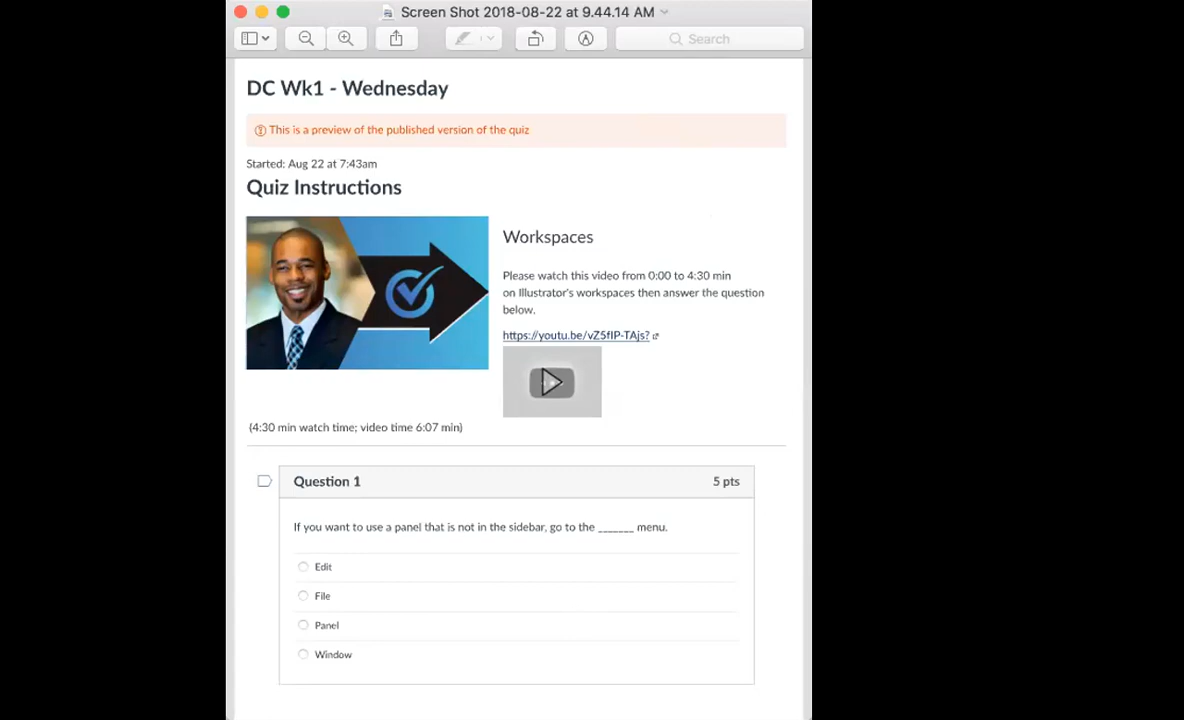 Screen Shot 2018-08-22 at 9.44.14 AM
Search
DC Wk1 - Wednesday
This is a preview of the published version of the quiz
Started: Aug 22 at 7:43am
Quiz Instructions
Workspaces
Please watch this video from 0:00 to 4:30 min
on Illustrator's workspaces then answer the question
below.
https://youtu.be/vZ5fIP-TAjs?
(4:30 min watch time; video time 6:07 min)
Question 1 5 pts
If you want to use a panel that is not in the sidebar, go to the _______ menu.
Edit
File
Panel
Window